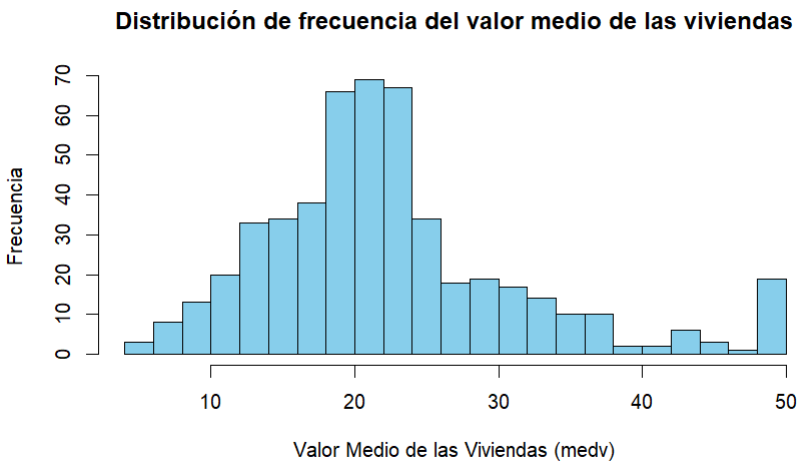 Distribución de frecuencia del valor medio de las viviendas
Frecuencia
70
60
50
40
30
20
10
0
10 20 30 40 50
Valor Medio de las Viviendas (medv)